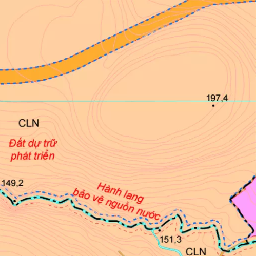 197,4
CLN
Đất dự trữ
phát triển
149,2
Hành lang
bảo vệ nguồn nước
151,3
CLN